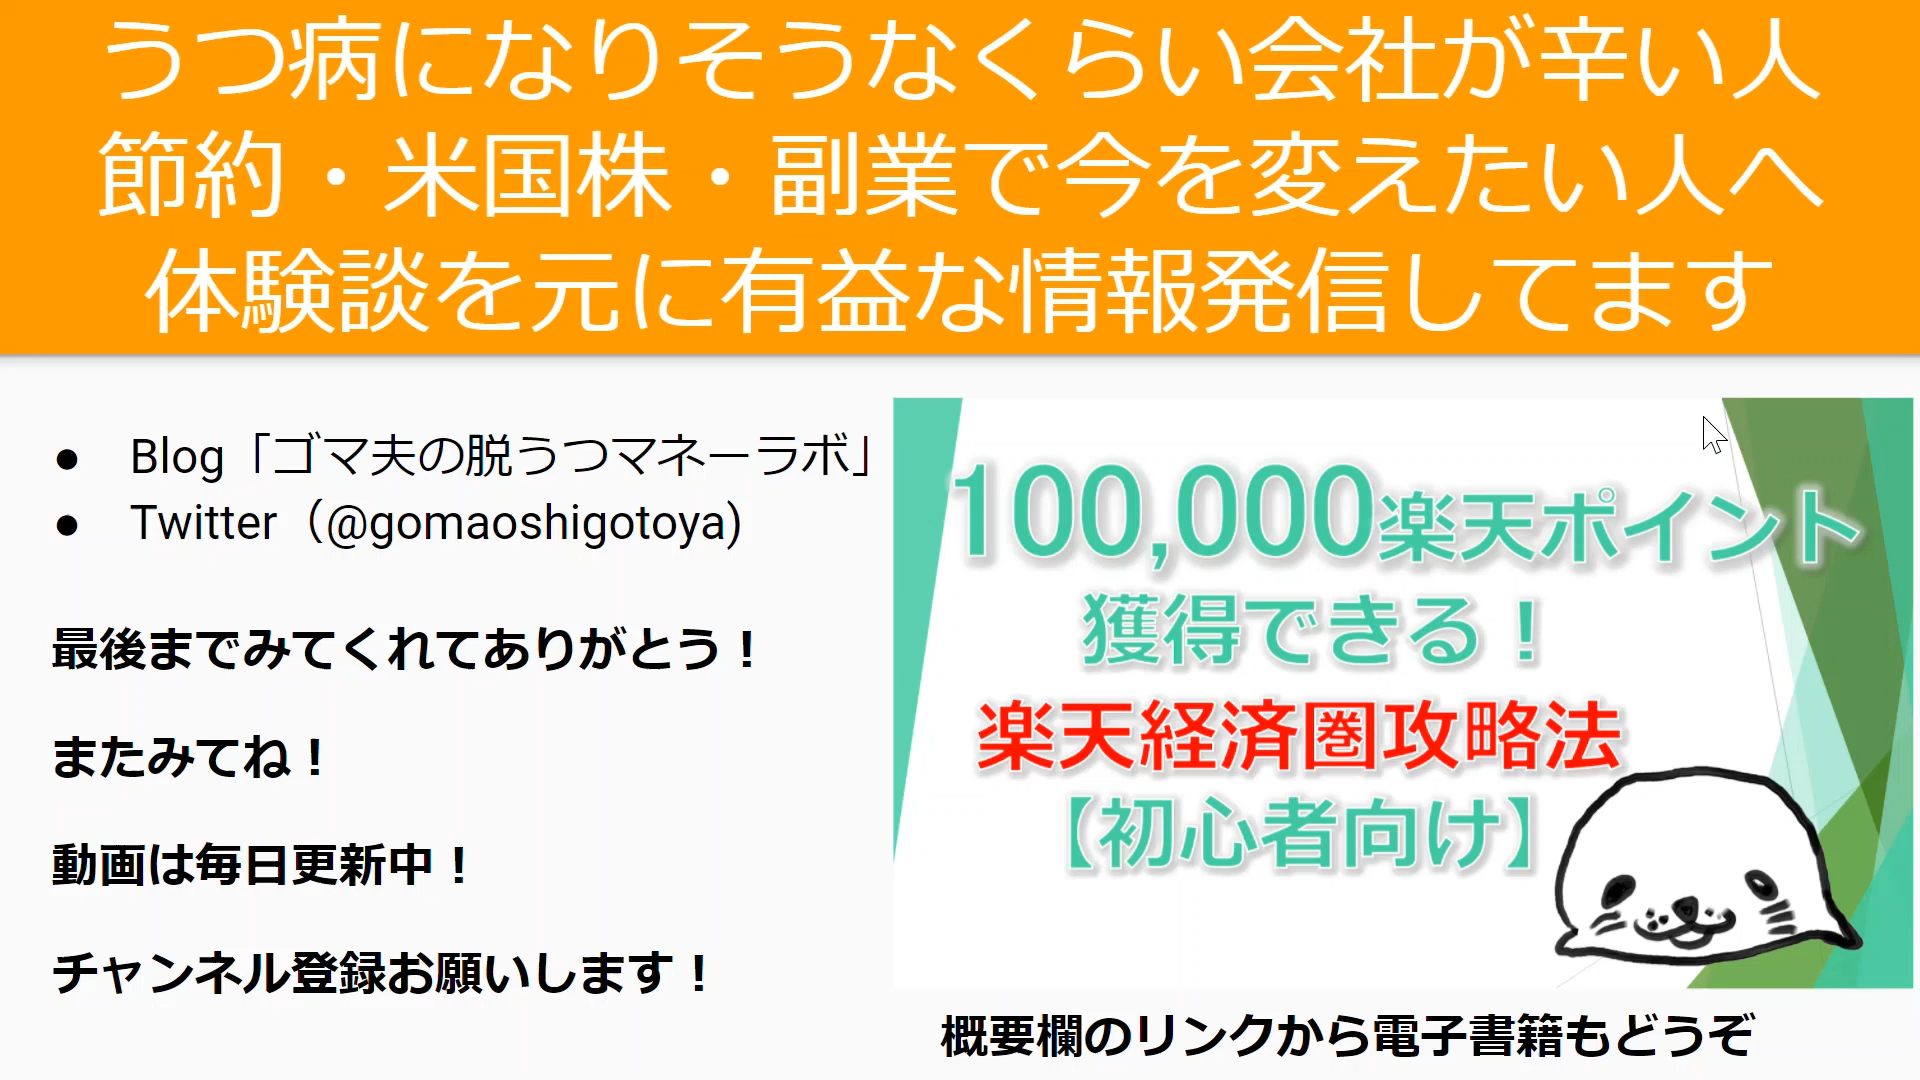 うつ病になりそうなくらい会社が辛い人
節約・米国株・副業で今を変えたい人へ
体験談を元に有益な情報発信してます
● Blog「ゴマ夫の脱うつマネーラボ」
● Twitter（@gomaoshigotoya)
最後までみてくれてありがとう！
またみてね！
動画は毎日更新中！
チャンネル登録お願いします！
100,000楽天ポイント
獲得できる！
楽天経済圏攻略法
【初心者向け】
概要欄のリンクから電子書籍もどうぞ